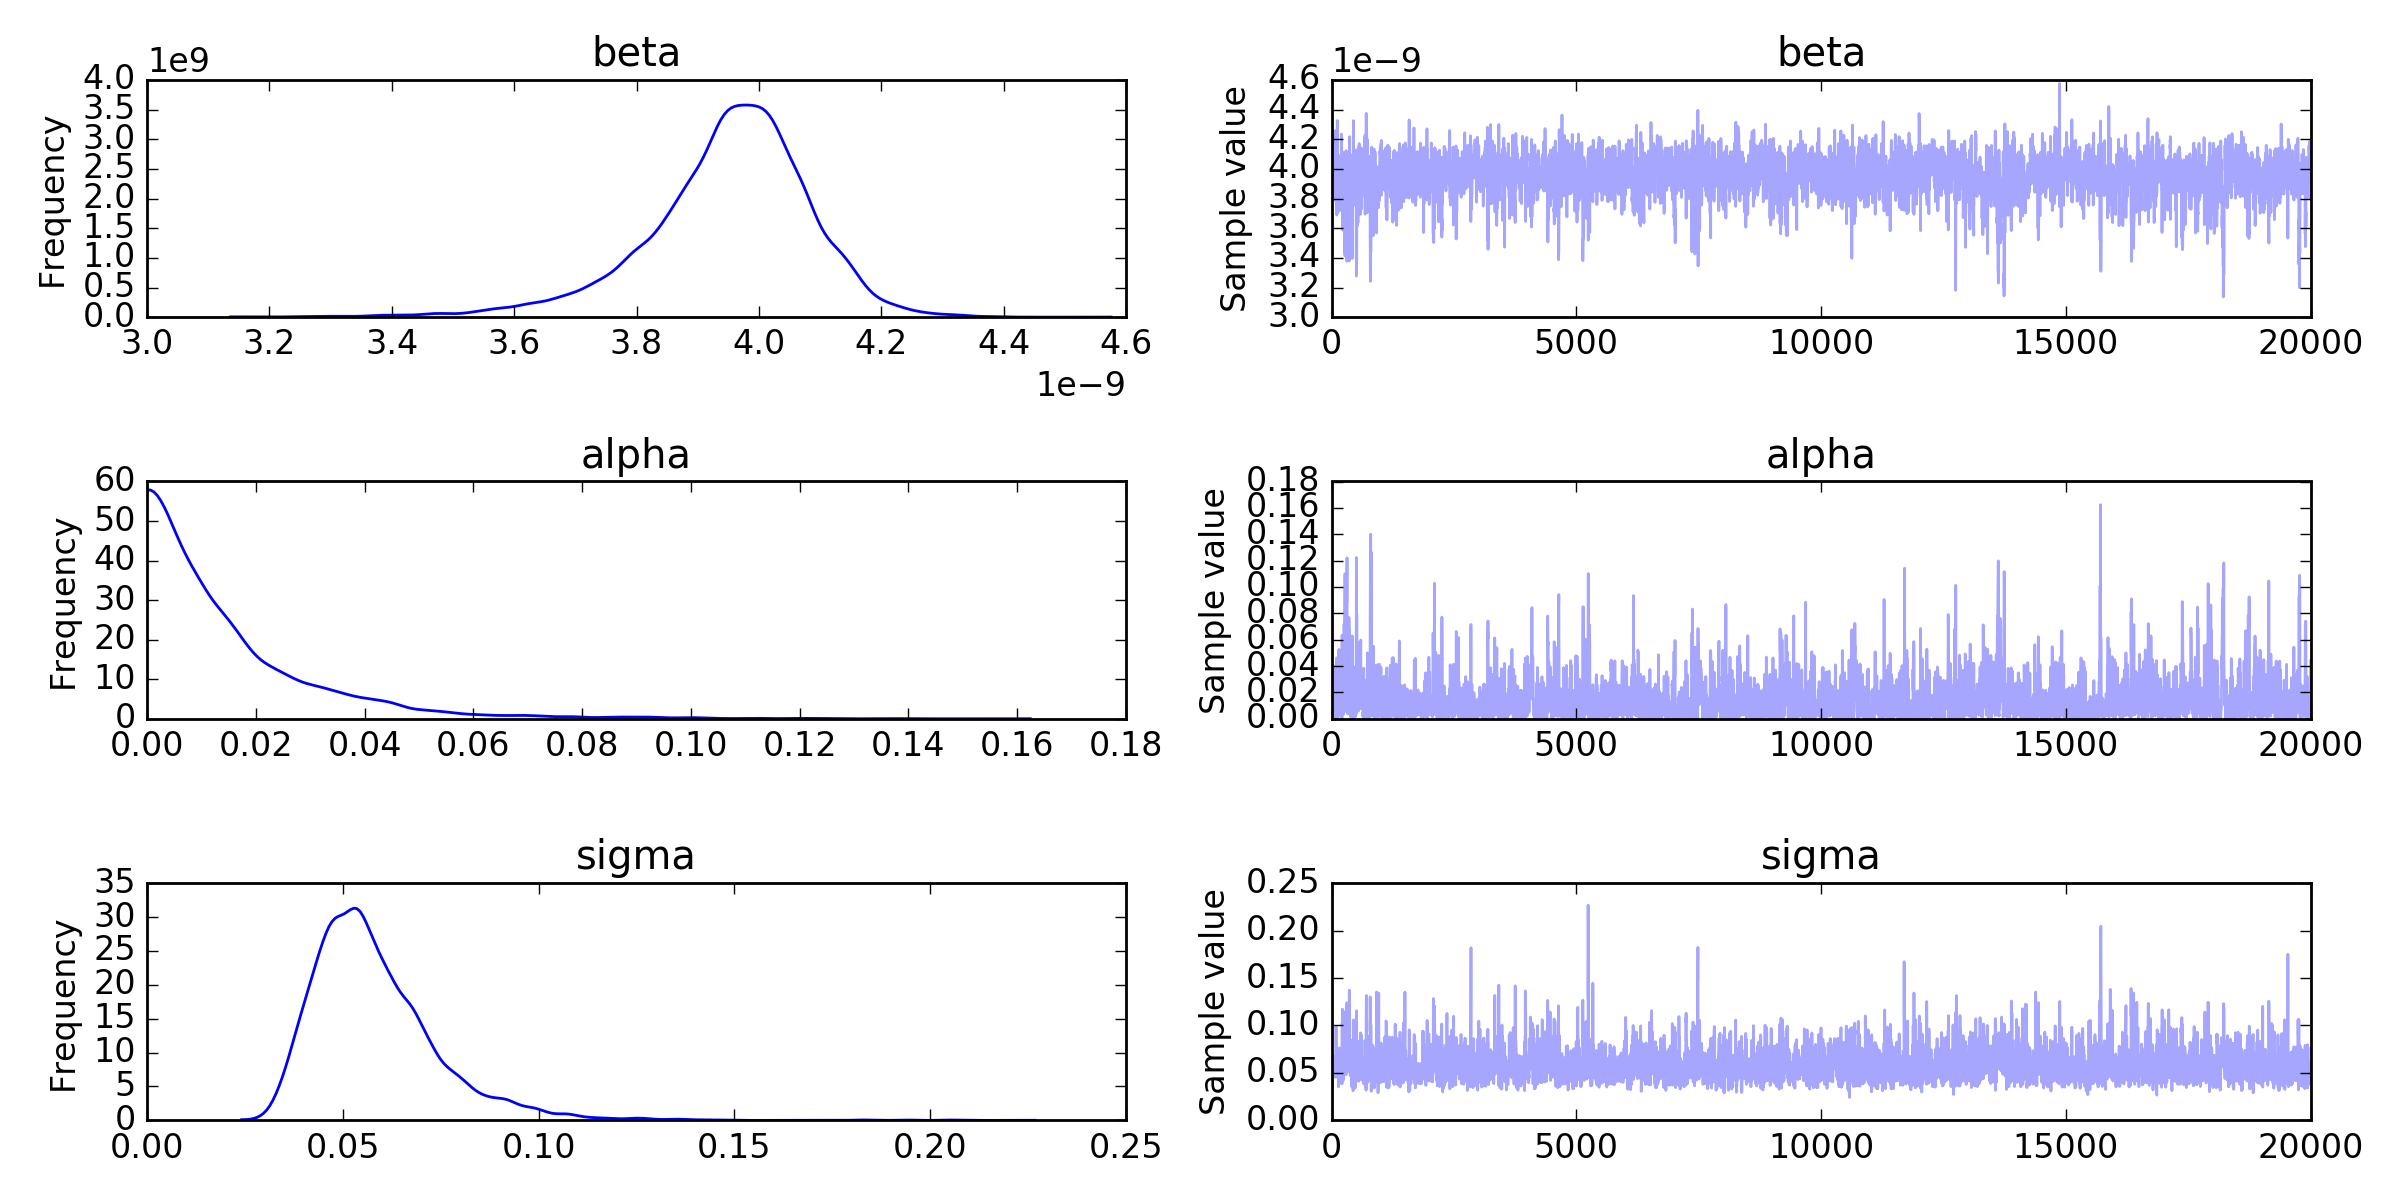 beta
1e9
Frequency
4.0
3.5
3.0
2.5
2.0
1.5
1.0
0.5
0.0
3.0 3.2 3.4 3.6 3.8 4.0 4.2 4.4 4.6
1e−9
beta
1e−9
Sample value
4.6
4.4
4.2
4.0
3.8
3.6
3.4
3.2
3.0
0 5000 10000 15000 20000
alpha
Frequency
60
50
40
30
20
10
0
0.00 0.02 0.04 0.06 0.08 0.10 0.12 0.14 0.16 0.18
alpha
Sample value
0.18
0.16
0.14
0.12
0.10
0.08
0.06
0.04
0.02
0.00
0 5000 10000 15000 20000
sigma
Frequency
35
30
25
20
15
10
5
0
0.00 0.05 0.10 0.15 0.20 0.25
sigma
Sample value
0.25
0.20
0.15
0.10
0.05
0.00
0 5000 10000 15000 20000